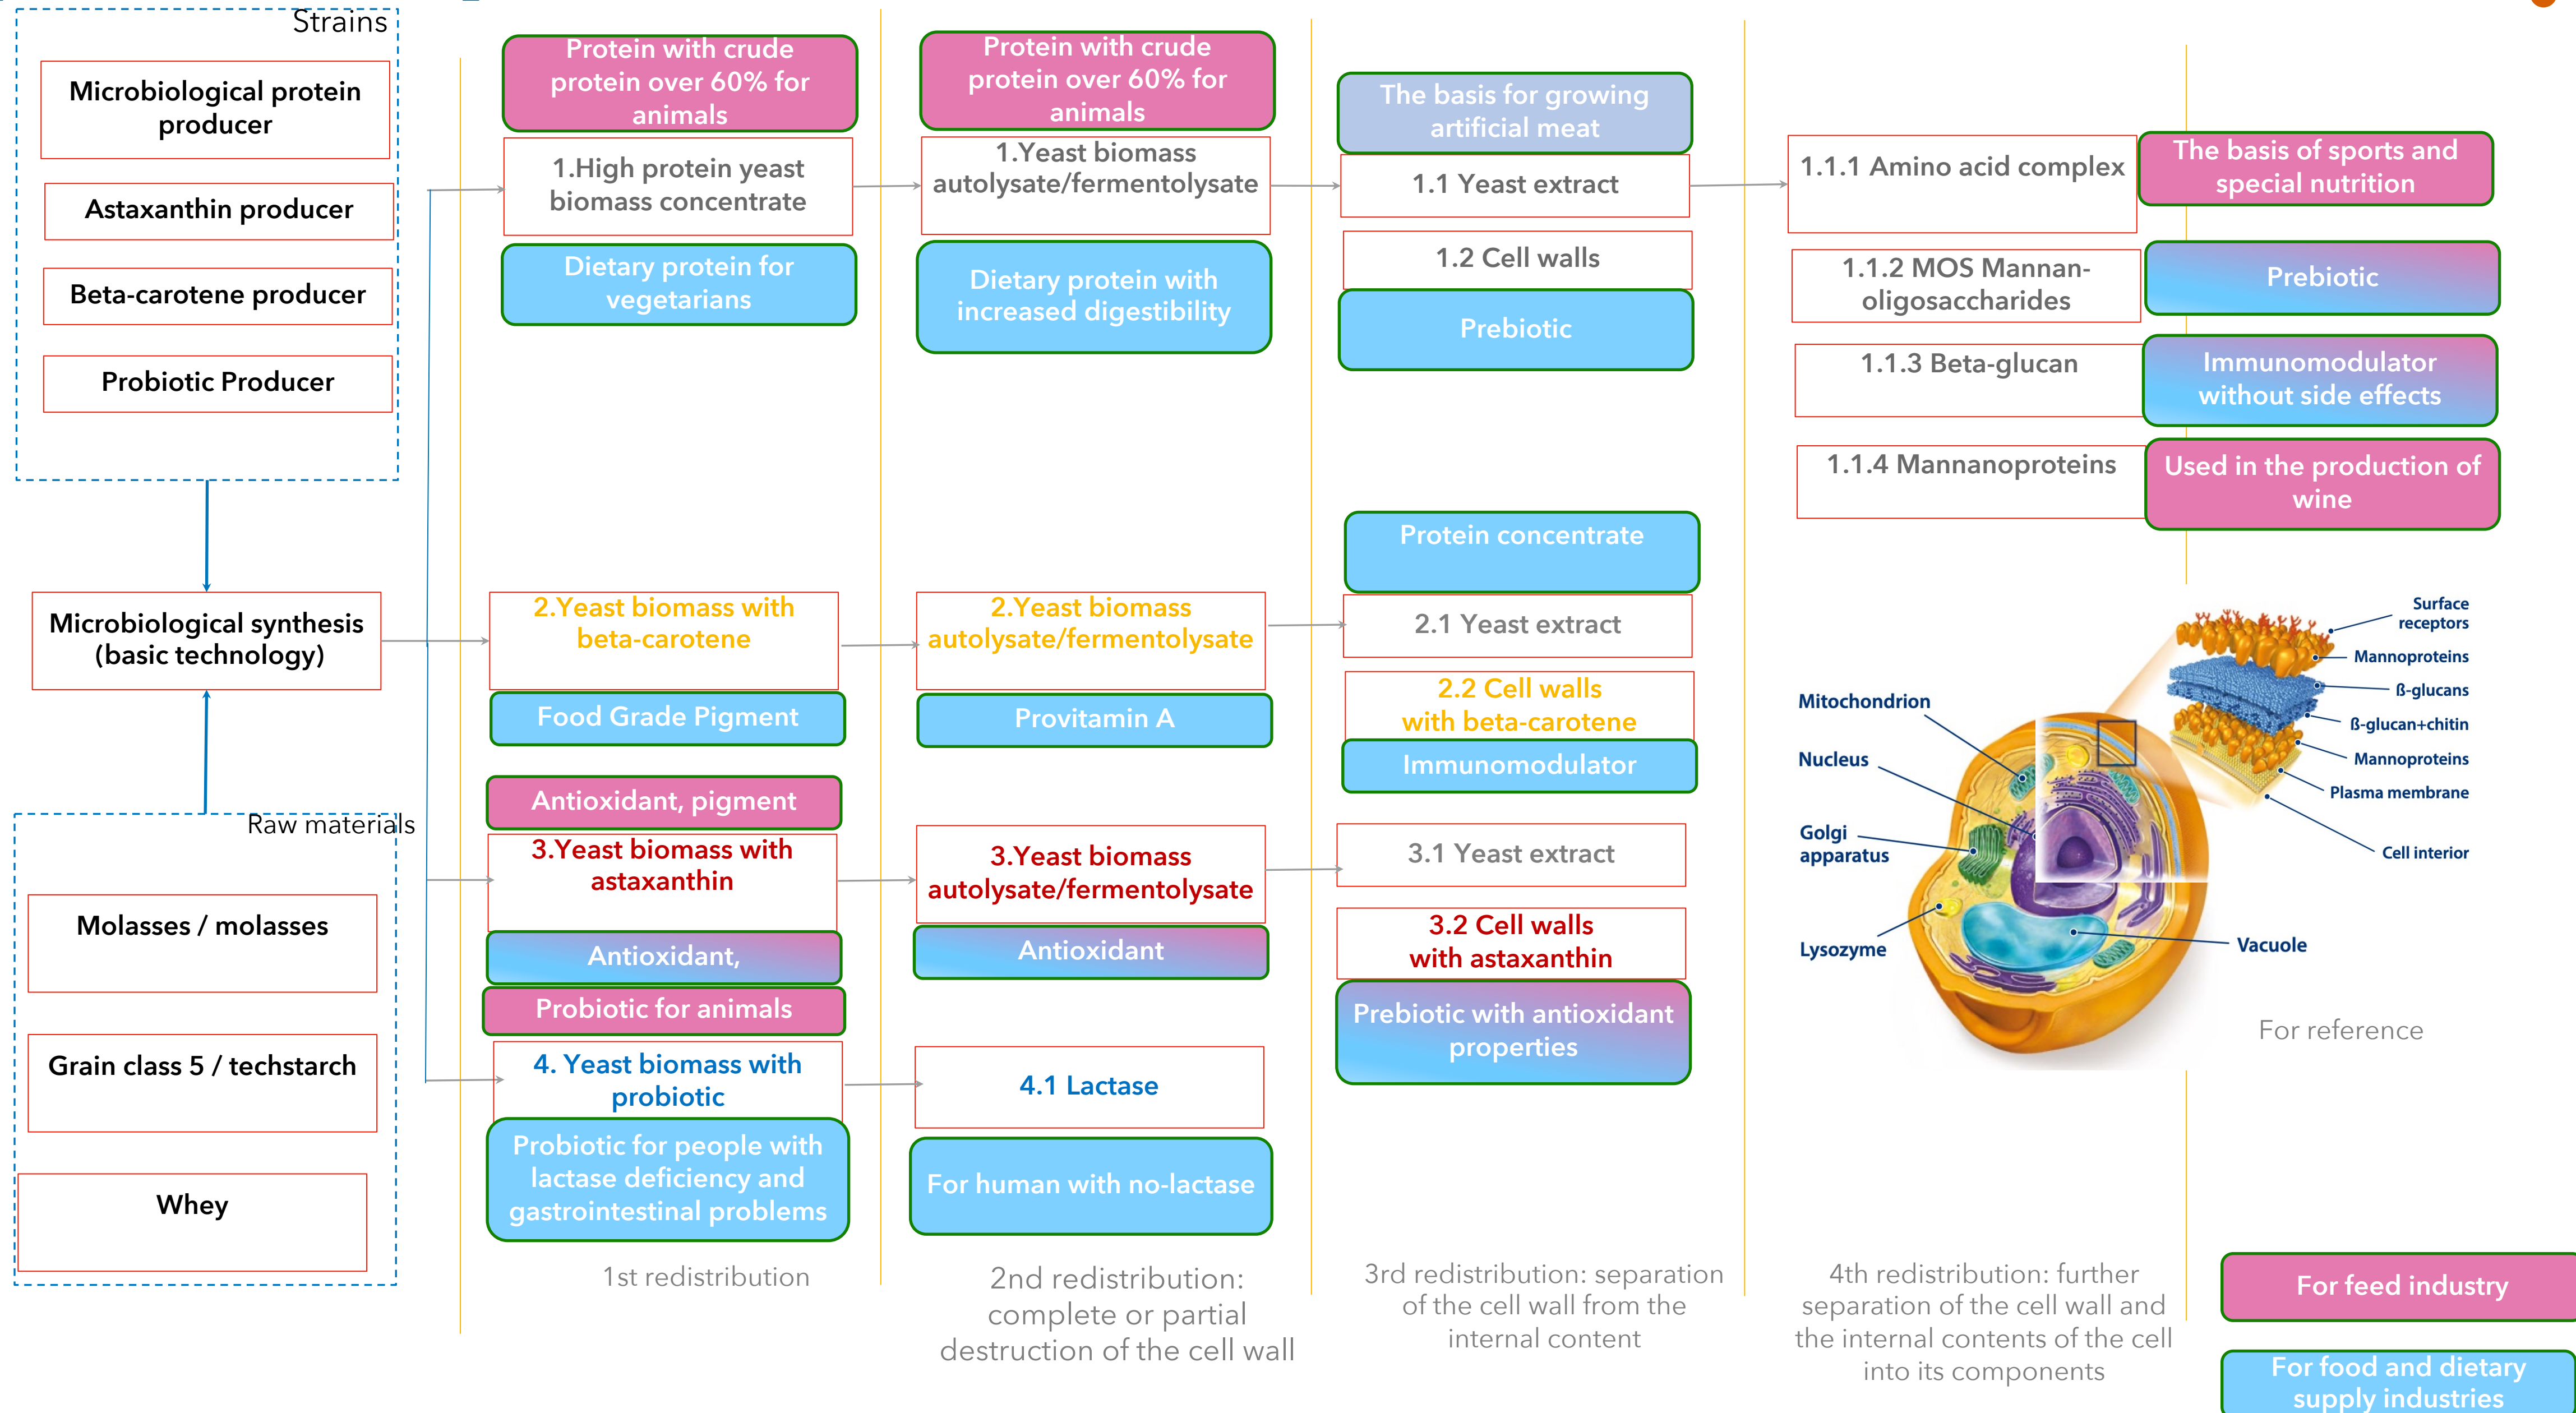 Strains
Microbiological protein
producer
Astaxanthin producer
Beta-carotene producer
Probiotic Producer
Microbiological synthesis
(basic technology)
Raw materials
Molasses / molasses
Grain class 5 / techstarch
Whey
Protein with crude
protein over 60% for
animals
1.High protein yeast
biomass concentrate
Dietary protein for
vegetarians
2.Yeast biomass with
beta-carotene
Food Grade Pigment
Antioxidant, pigment
3.Yeast biomass with
astaxanthin
Antioxidant,
Probiotic for animals
4. Yeast biomass with
probiotic
Probiotic for people with
lactase deficiency and
gastrointestinal problems
1st redistribution
Protein with crude
protein over 60% for
animals
1.Yeast biomass
autolysate/fermentolysate
Dietary protein with
increased digestibility
2.Yeast biomass
autolysate/fermentolysate
Provitamin A
3.Yeast biomass
autolysate/fermentolysate
Antioxidant
4.1 Lactase
For human with no-lactase
2nd redistribution:
complete or partial
destruction of the cell wall
The basis for growing
artificial meat
1.1 Yeast extract
1.2 Cell walls
Prebiotic
Protein concentrate
2.1 Yeast extract
2.2 Cell walls
with beta-carotene
Immunomodulator
3.1 Yeast extract
3.2 Cell walls
with astaxanthin
Prebiotic with antioxidant
properties
3rd redistribution: separation
of the cell wall from the
internal content
1.1.1 Amino acid complex
The basis of sports and
special nutrition
1.1.2 MOS Mannan-
oligosaccharides
Prebiotic
1.1.3 Beta-glucan
Immunomodulator
without side effects
1.1.4 Mannanoproteins
Used in the production of
wine
Surface
receptors
Mannoproteins
ß-glucans
ß-glucan+chitin
Mannoproteins
Plasma membrane
Cell interior
Mitochondrion
Nucleus
Golgi
apparatus
Lysozyme
Vacuole
For reference
4th redistribution: further
separation of the cell wall and
the internal contents of the cell
into its components
For feed industry
For food and dietary
supply industries